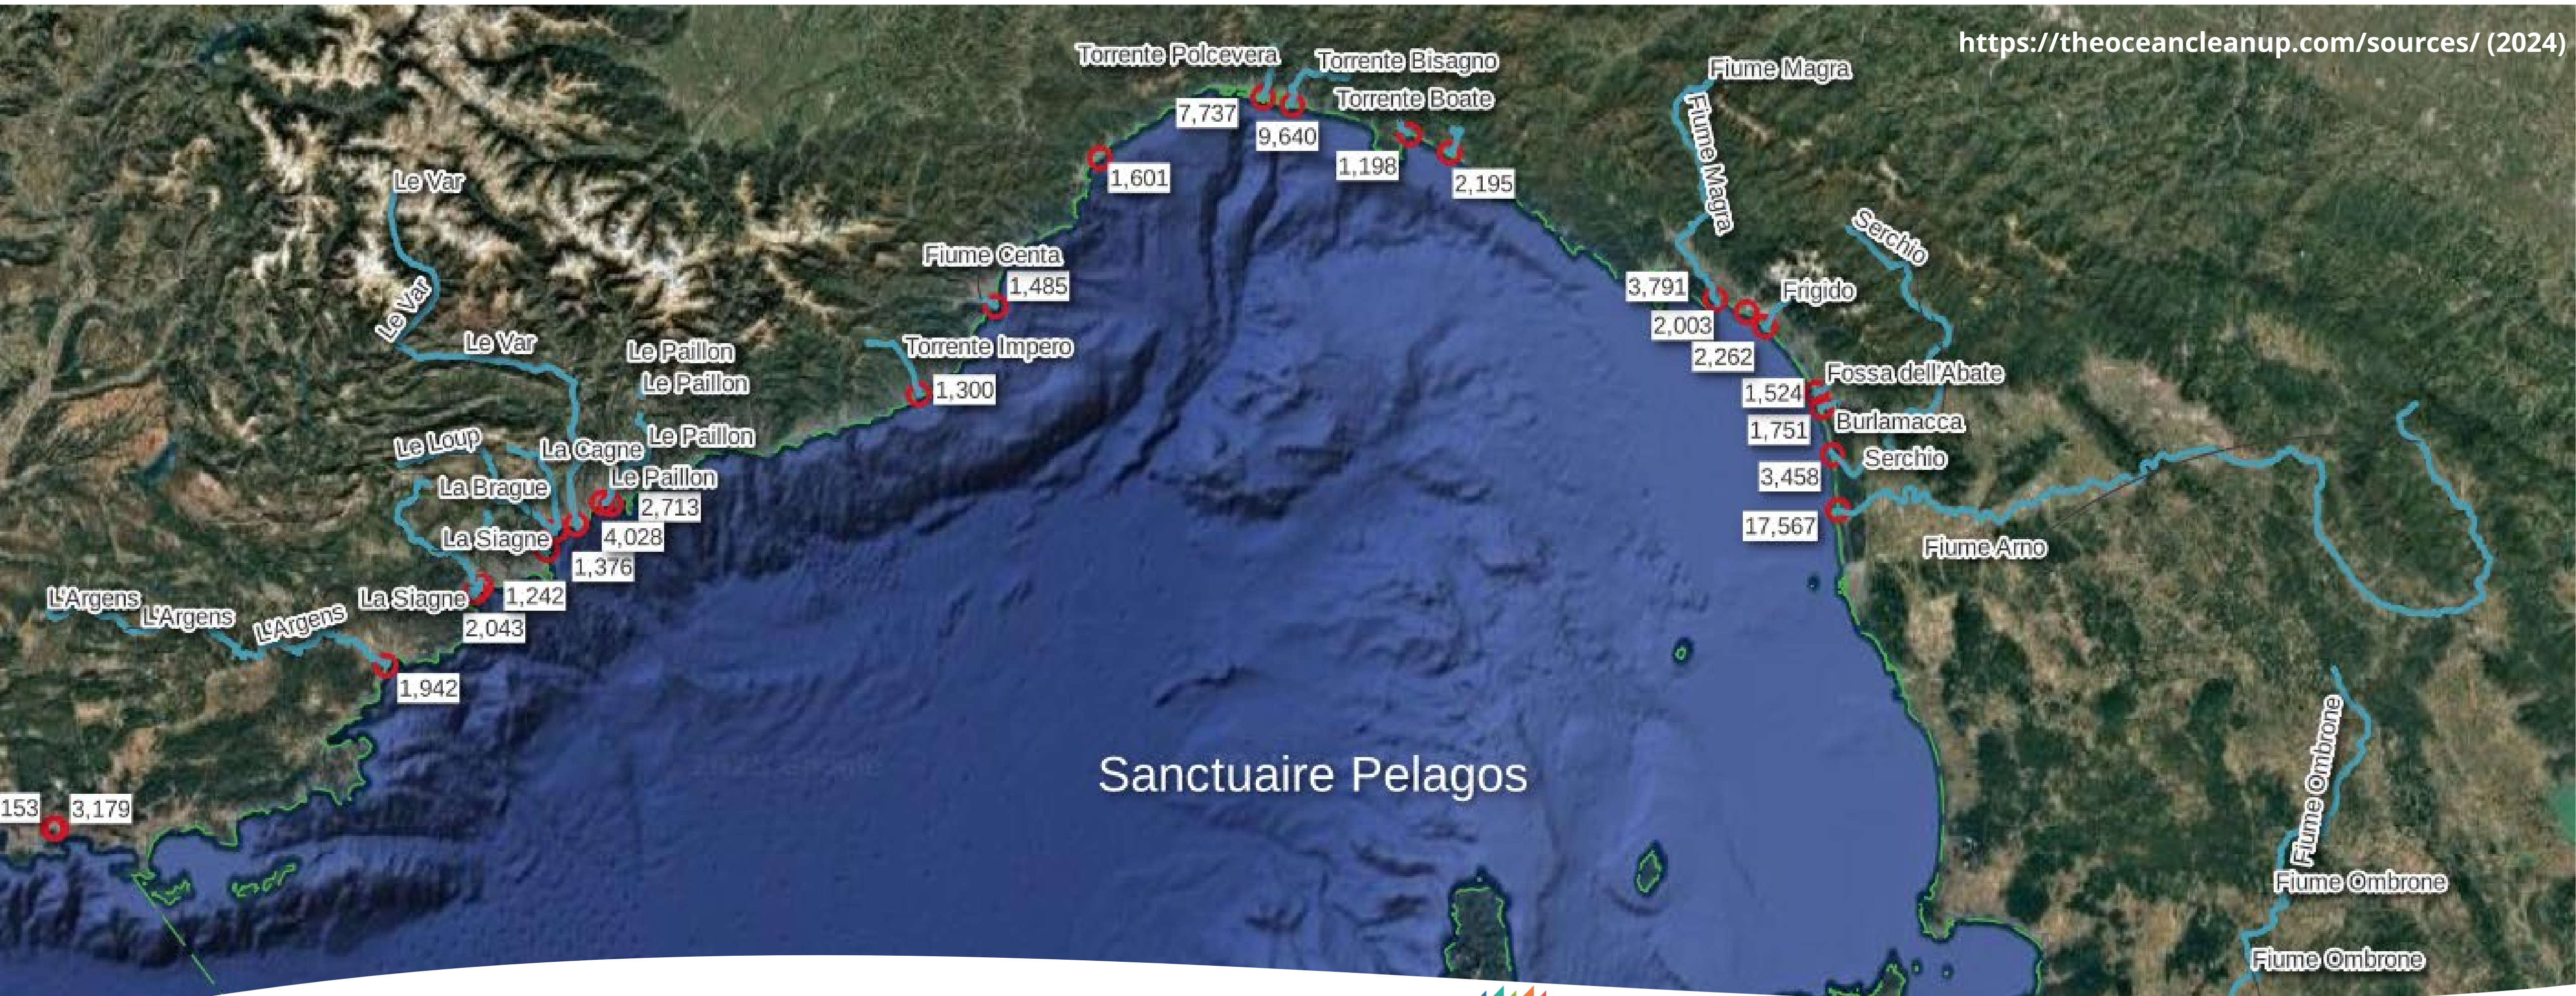 https://theoceancleanup.com/sources/ (2024)
Torrente Polcevera
Torrente Bisagno
Torrente Boate
Fiume Magra
Fiume Magra
7,737
9,640
1,198
2,195
1,601
Le Var
Le Var
Le Var
Fiume Centa
1,485
Torrente Impero
1,300
Serchio
3,791
Frigido
2,003
2,262
Fossa dell'Abate
1,524
Burlamacca
1,751
Serchio
3,458
17,567
Fiume Arno
Le Paillon
Le Paillon
Le Paillon
Le Paillon
Le Loup
La Cagne
La Brague
2,713
4,028
La Siagne
1,376
La Siagne
1,242
2,043
L'Argens
L'Argens
L'Argens
1,942
153
3,179
Sanctuaire Pelagos
Fiume Ombrone
Fiume Ombrone
Fiume Ombrone